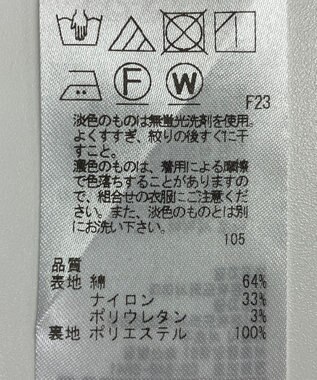 F W
F23
淡色のものは無蛍光洗剤を使用。
よくすすぎ、絞りの後すぐに干
すこと。
濃色のものは、着用による摩擦
で色落ちすることがありますの
で、組合せの衣服にご注意くだ
さい。また、淡色のものとは別
にお洗い下さい。
105
品質
表地 綿 64%
ナイロン 33%
ポリウレタン 3%
裏地 ポリエステル 100%